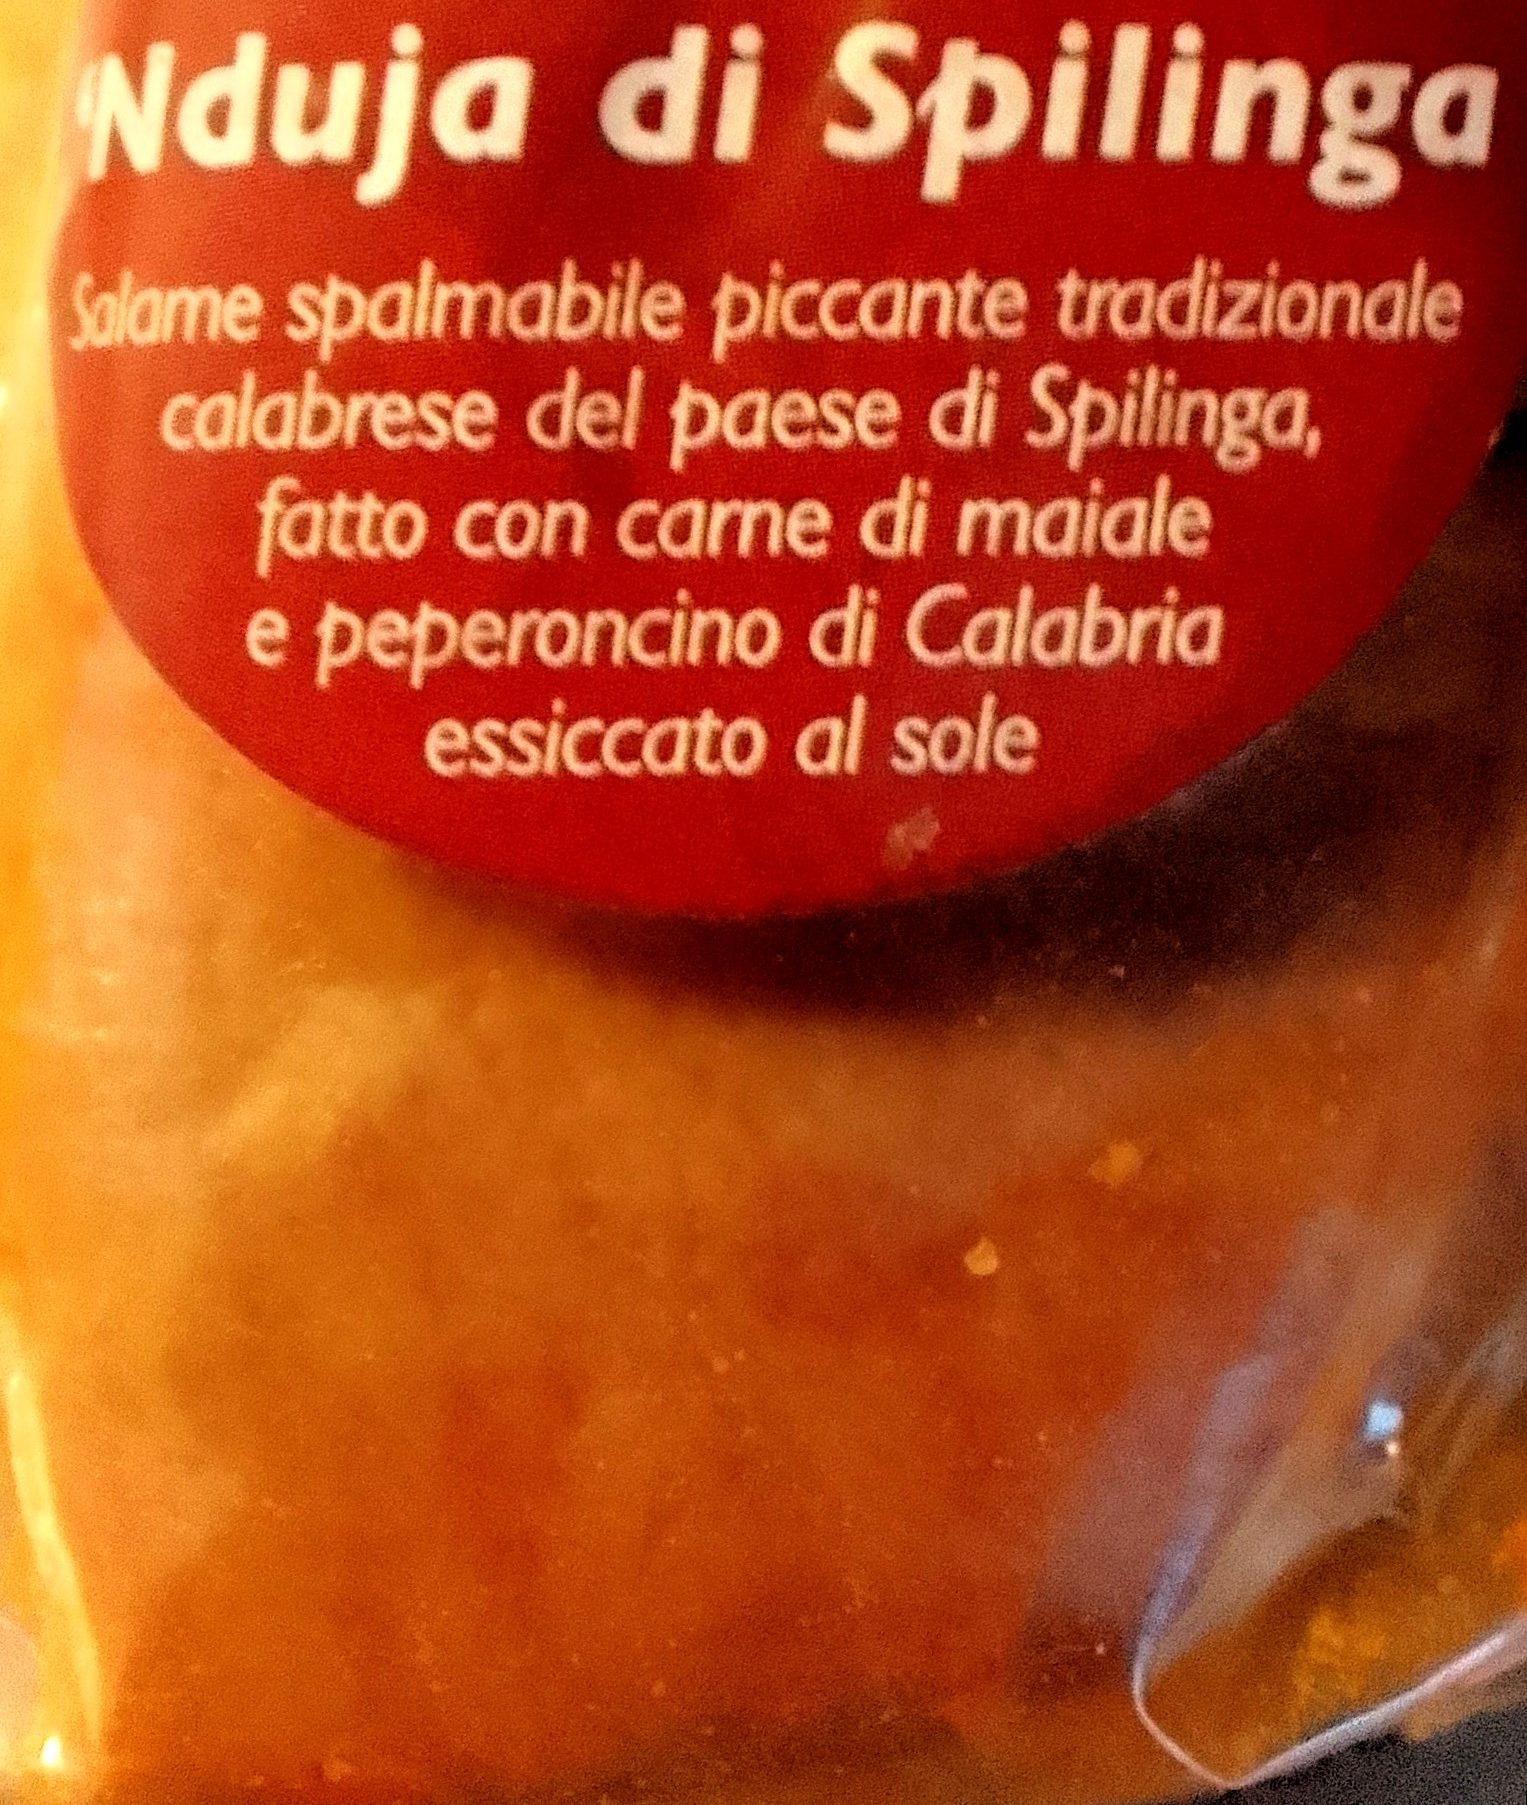 'Nduja di Spilinga
Salame spalmabile piccante tradizionale
calabrese del paese di Spilinga,
fatto con carne di maiale
e peperoncino di Calabria
essiccato al sole